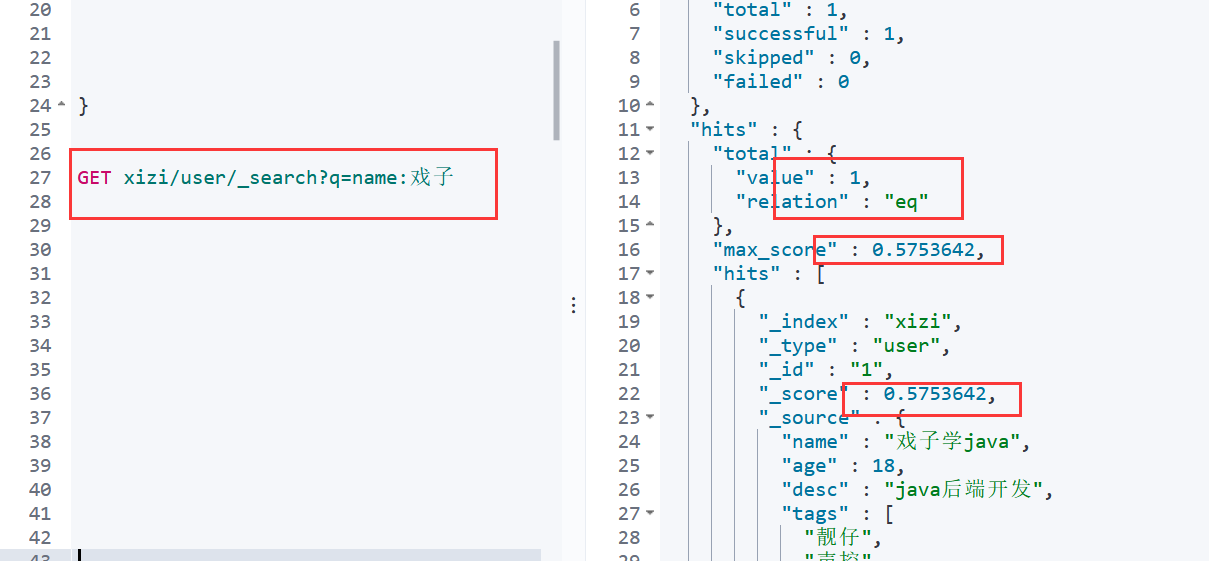 20
21
22
23
24 }
25
26
27 GET xizi/user/_search?q=name:戏子
28
29
30
31
32
33
34
35
36
37
38
39
40
41
42
43
6 "total" : 1,
7 "successful" : 1,
8 "skipped" : 0,
9 "failed" : 0
10 },
11 "hits" : {
12 "total" : {
13 "value" : 1,
14 "relation" : "eq"
15 },
16 "max_score" : 0.5753642,
17 "hits" : [
18 {
19 "_index" : "xizi",
20 "_type" : "user",
21 "_id" : "1",
22 "_score" : 0.5753642,
23 "_source" : {
24 "name" : "戏子学java",
25 "age" : 18,
26 "desc" : "java后端开发",
27 "tags" : [
28 "靓仔",
29